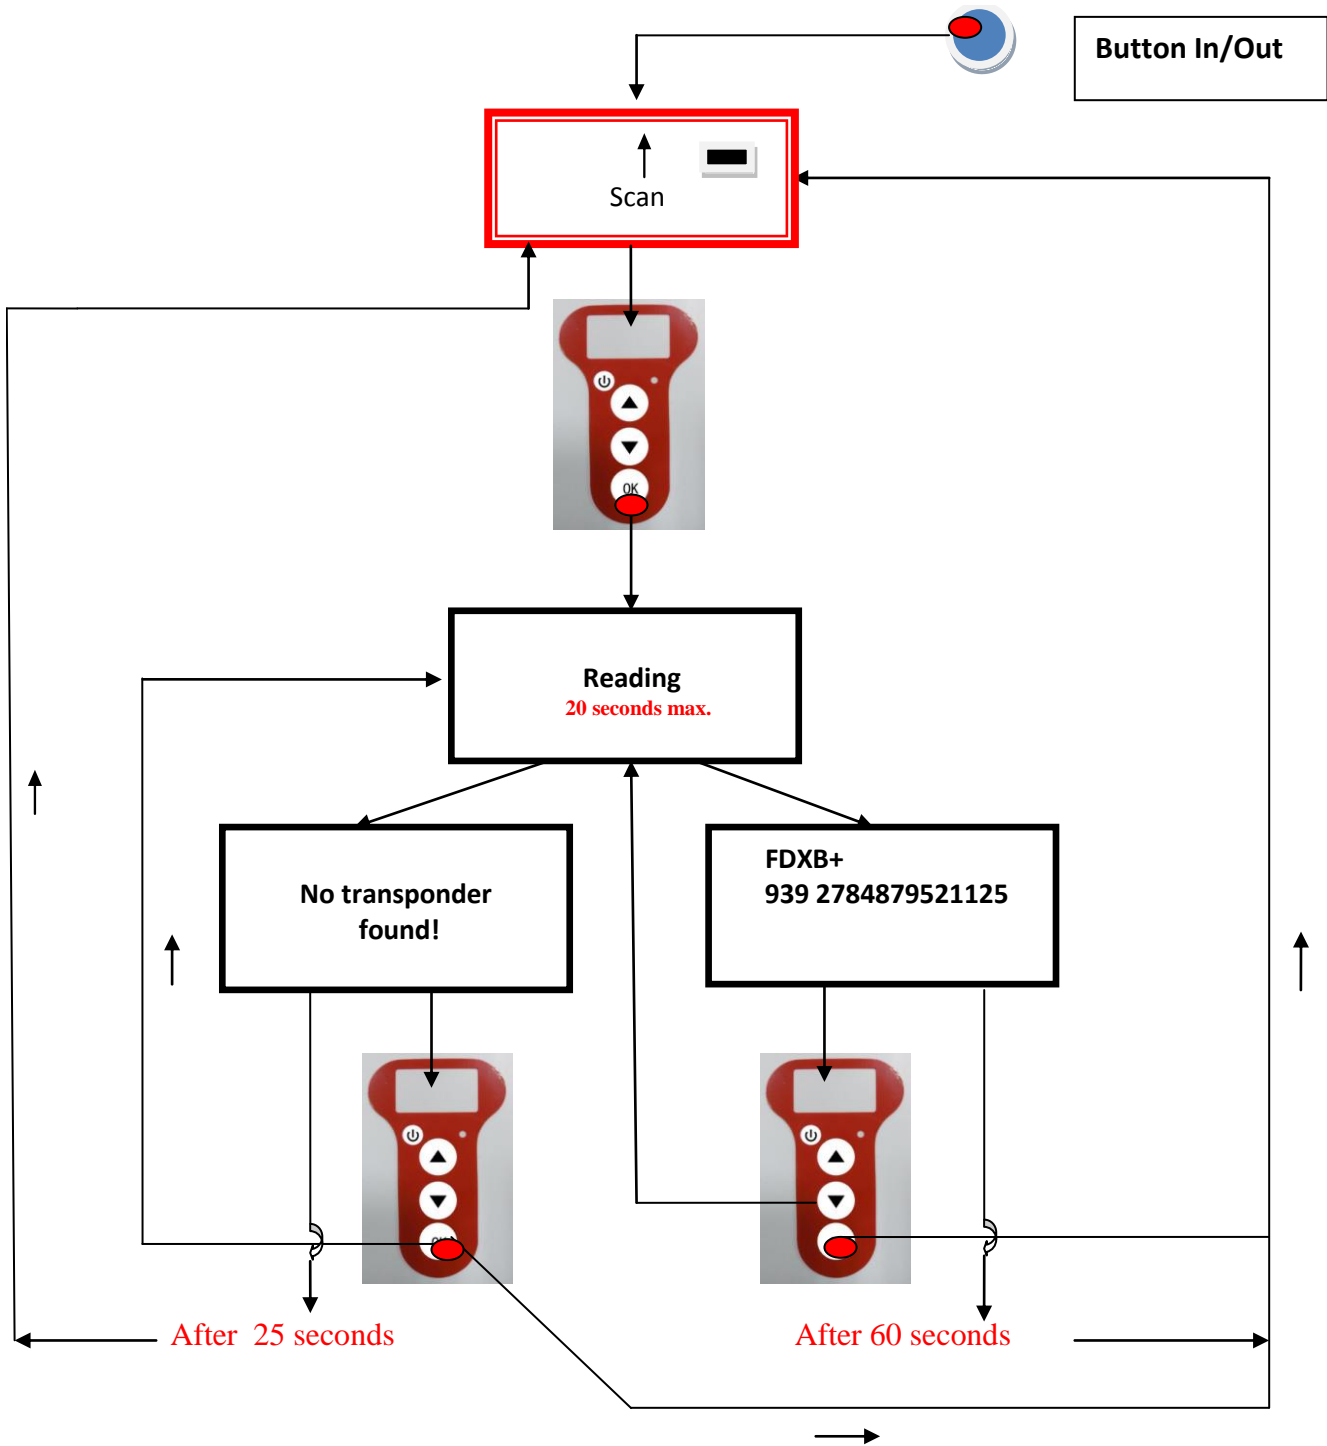 Button In/Out
Scan
OK
Reading
20 seconds max.
No transponder
found!
FDXB+
939 2784879521125
After 25 seconds
After 60 seconds